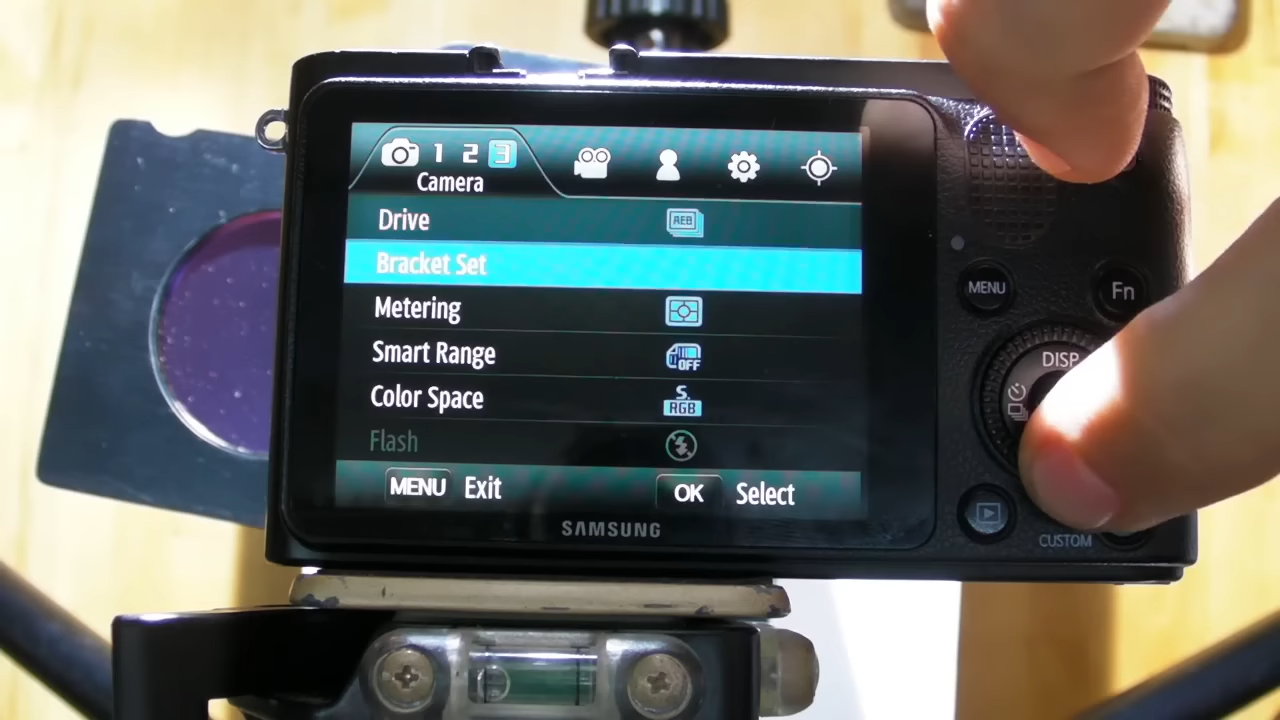 1 2 3
Camera
Drive AEB
Bracket Set
Metering
Smart Range OFF
Color Space S. RGB
Flash
MENU Exit OK Select
SAMSUNG
MENU
Fn
DISP
CUSTOM